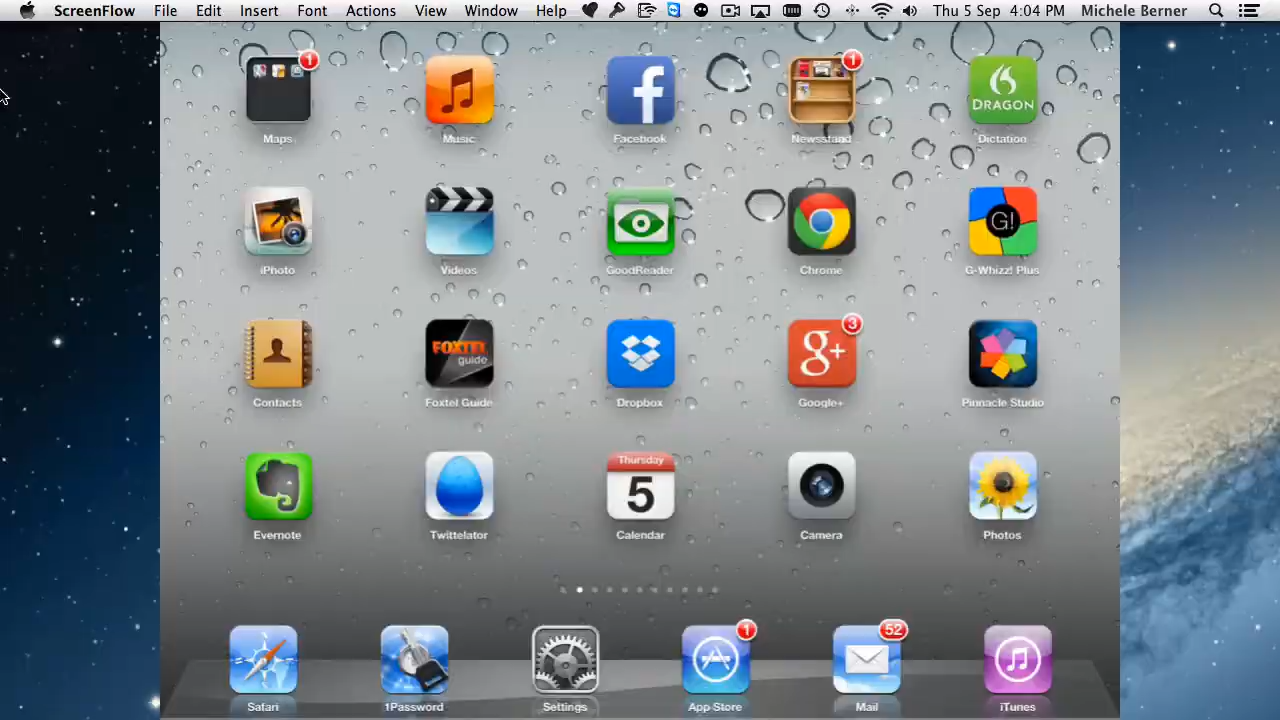 ScreenFlow File Edit Insert Font Actions View Window Help Thu 5 Sep 4:04 PM Michele Berner
1 1
DRAGON
Maps Music Facebook Newsstand Dictation
G!
iPhoto Videos GoodReader Chrome G-Whizz! Plus
3
FOXTEL
guide
g+
Contacts Foxtel Guide Dropbox Google+ Pinnacle Studio
Thursday
5
Evernote Twittelator Calendar Camera Photos
1 52
Safari 1Password Settings App Store Mail iTunes